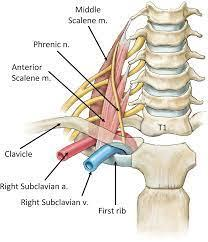 Middle
Scalene m.
Phrenic n.
Anterior
Scalene m.
T1
Clavicle
Right Subclavian a.
First rib
Right Subclavian v.